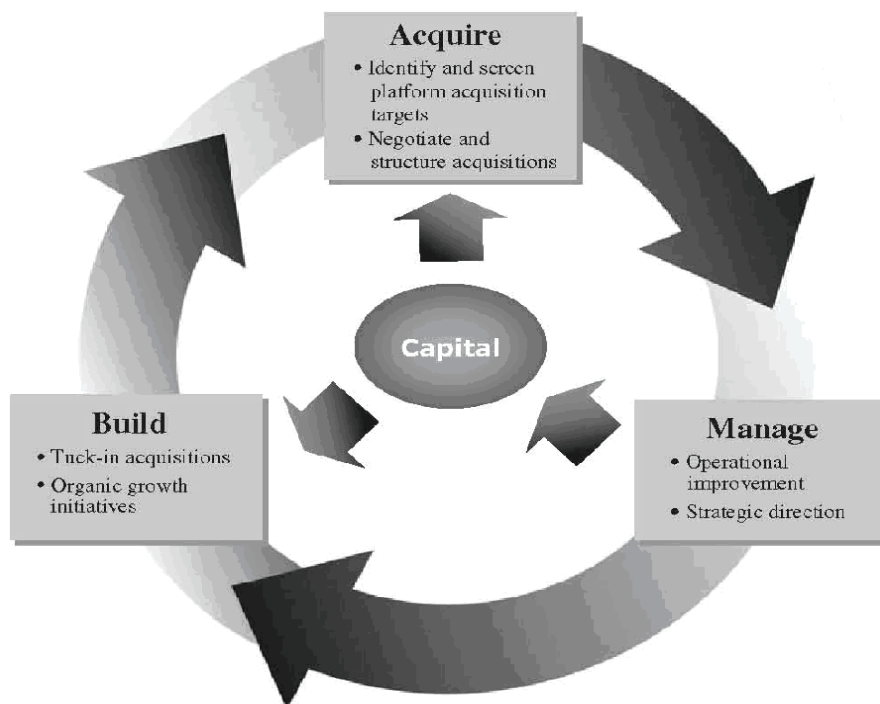 Acquire
• Identify and screen
platform acquisition
targets
• Negotiate and
structure acquisitions
Capital
Build
• Tuck-in acquisitions
• Organic growth
initiatives
Manage
• Operational
improvement
• Strategic direction